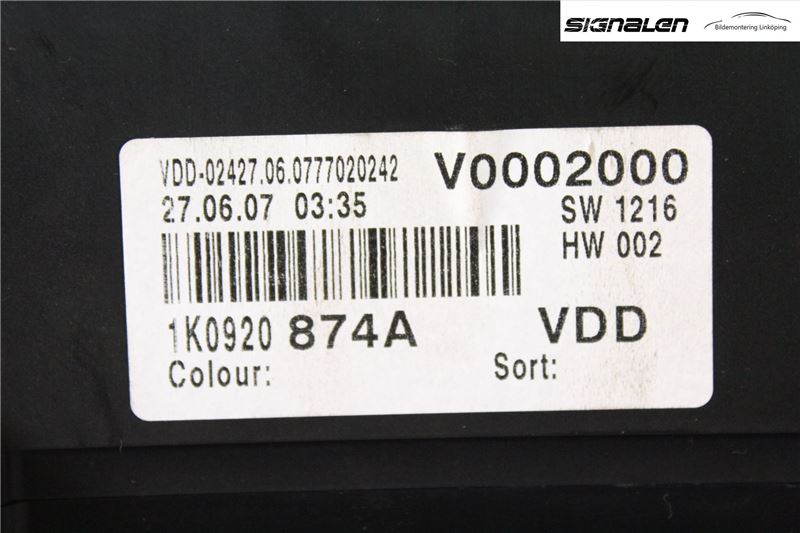 SIGNALEN
Bildemontering Linköping
VDD-02427.06.0777020242 V0002000
27.06.07 03:35 SW 1216
HW 002
1K0920 874A VDD
Colour: Sort: